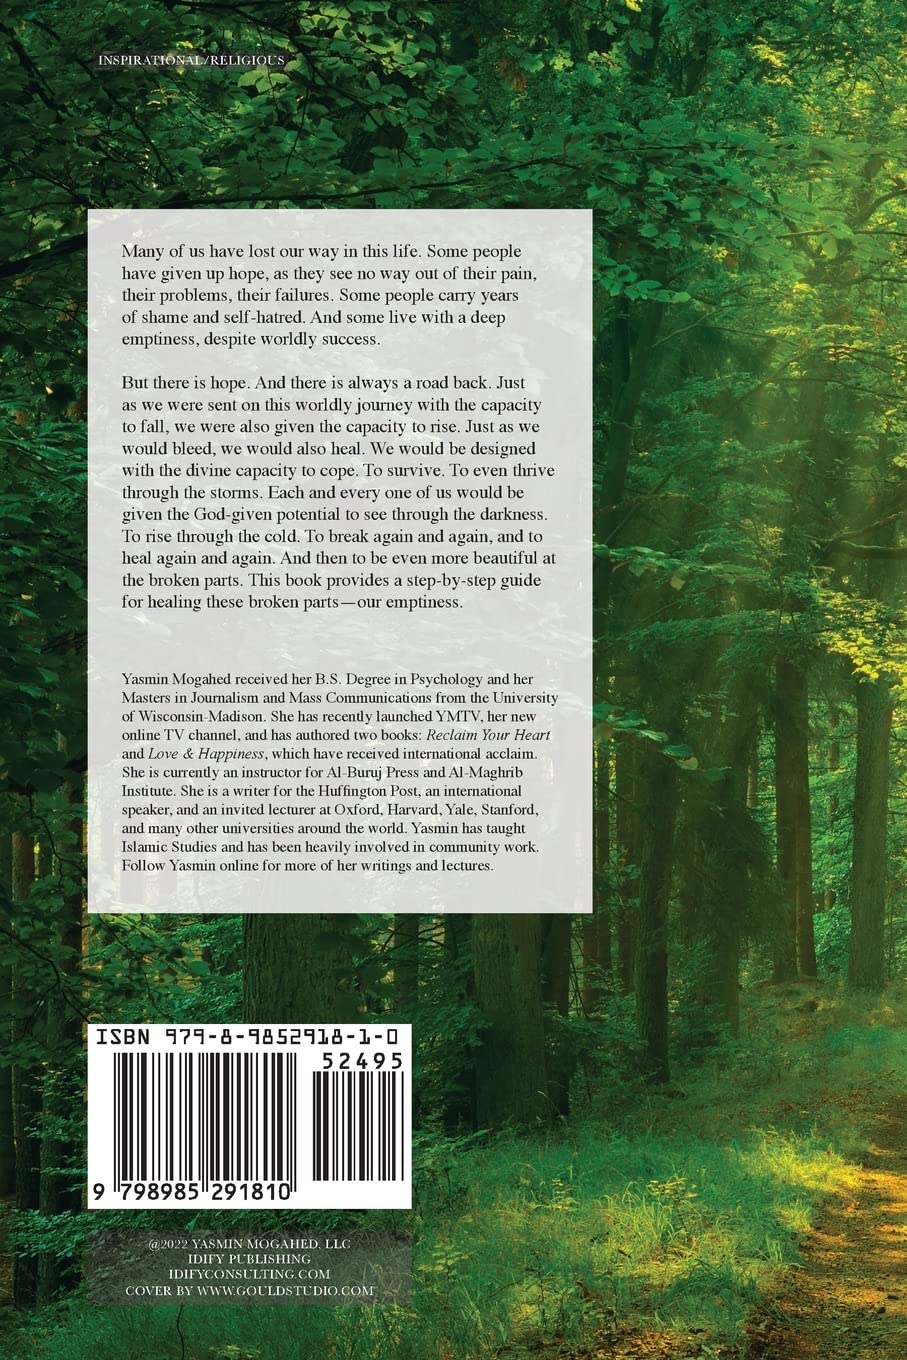 INSPIRATIONAL/RELIGIOUS
Many of us have lost our way in this life. Some people
have given up hope, as they see no way out of their pain,
their problems, their failures. Some people carry years
of shame and self-hatred. And some live with a deep
emptiness, despite worldly success.
But there is hope. And there is always a road back. Just
as we were sent on this worldly journey with the capacity
to fall, we were also given the capacity to rise. Just as we
would bleed, we would also heal. We would be designed
with the divine capacity to cope. To survive. To even thrive
through the storms. Each and every one of us would be
given the God-given potential to see through the darkness.
To rise through the cold. To break again and again, and to
heal again and again. And then to be even more beautiful at
the broken parts. This book provides a step-by-step guide
for healing these broken parts—our emptiness.
Yasmin Mogahed received her B.S. Degree in Psychology and her
Masters in Journalism and Mass Communications from the University
of Wisconsin-Madison. She has recently launched YMTV, her new
online TV channel, and has authored two books: Reclaim Your Heart
and Love & Happiness, which have received international acclaim.
She is currently an instructor for Al-Buruj Press and Al-Maghrib
Institute. She is a writer for the Huffington Post, an international
speaker, and an invited lecturer at Oxford, Harvard, Yale, Stanford,
and many other universities around the world. Yasmin has taught
Islamic Studies and has been heavily involved in community work.
Follow Yasmin online for more of her writings and lectures.
ISBN 979-8-9852918-1-0
52495
9 798985 291810
@2022 YASMIN MOGAHED, LLC
IDIFY PUBLISHING
IDIFYCONSULTING.COM
COVER BY WWW.GOULDSTUDIO.COM